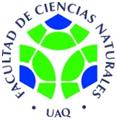 FACULTAD DE CIENCIAS NATURALES
· UAQ ·